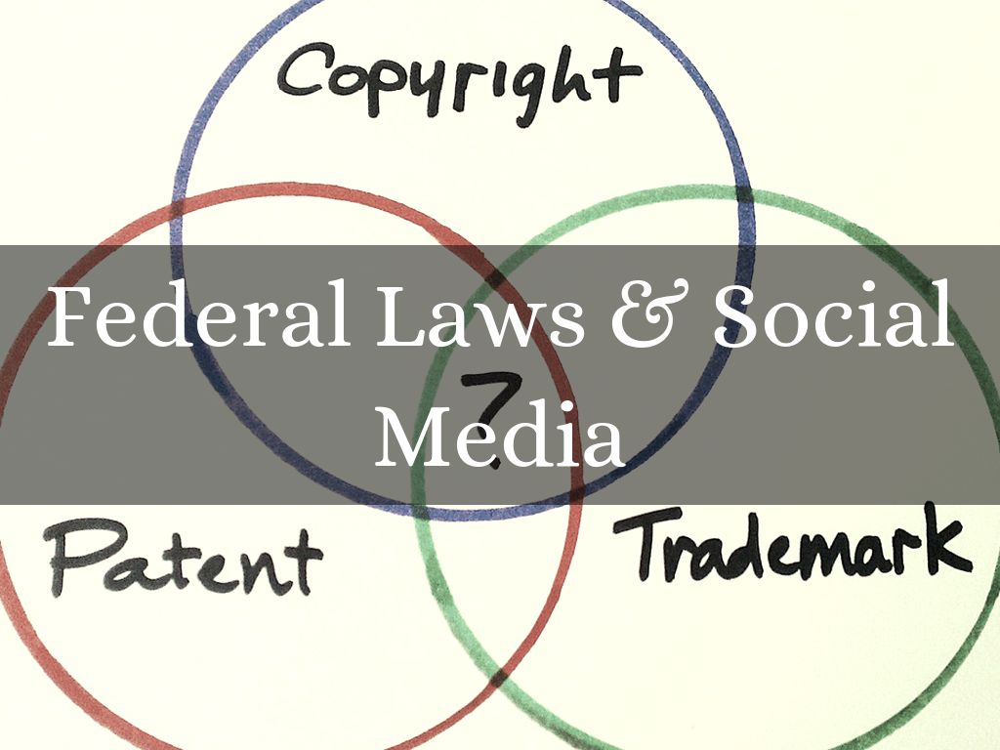 Copyright
Federal Laws & Social
?
Media
Patent
Trademark